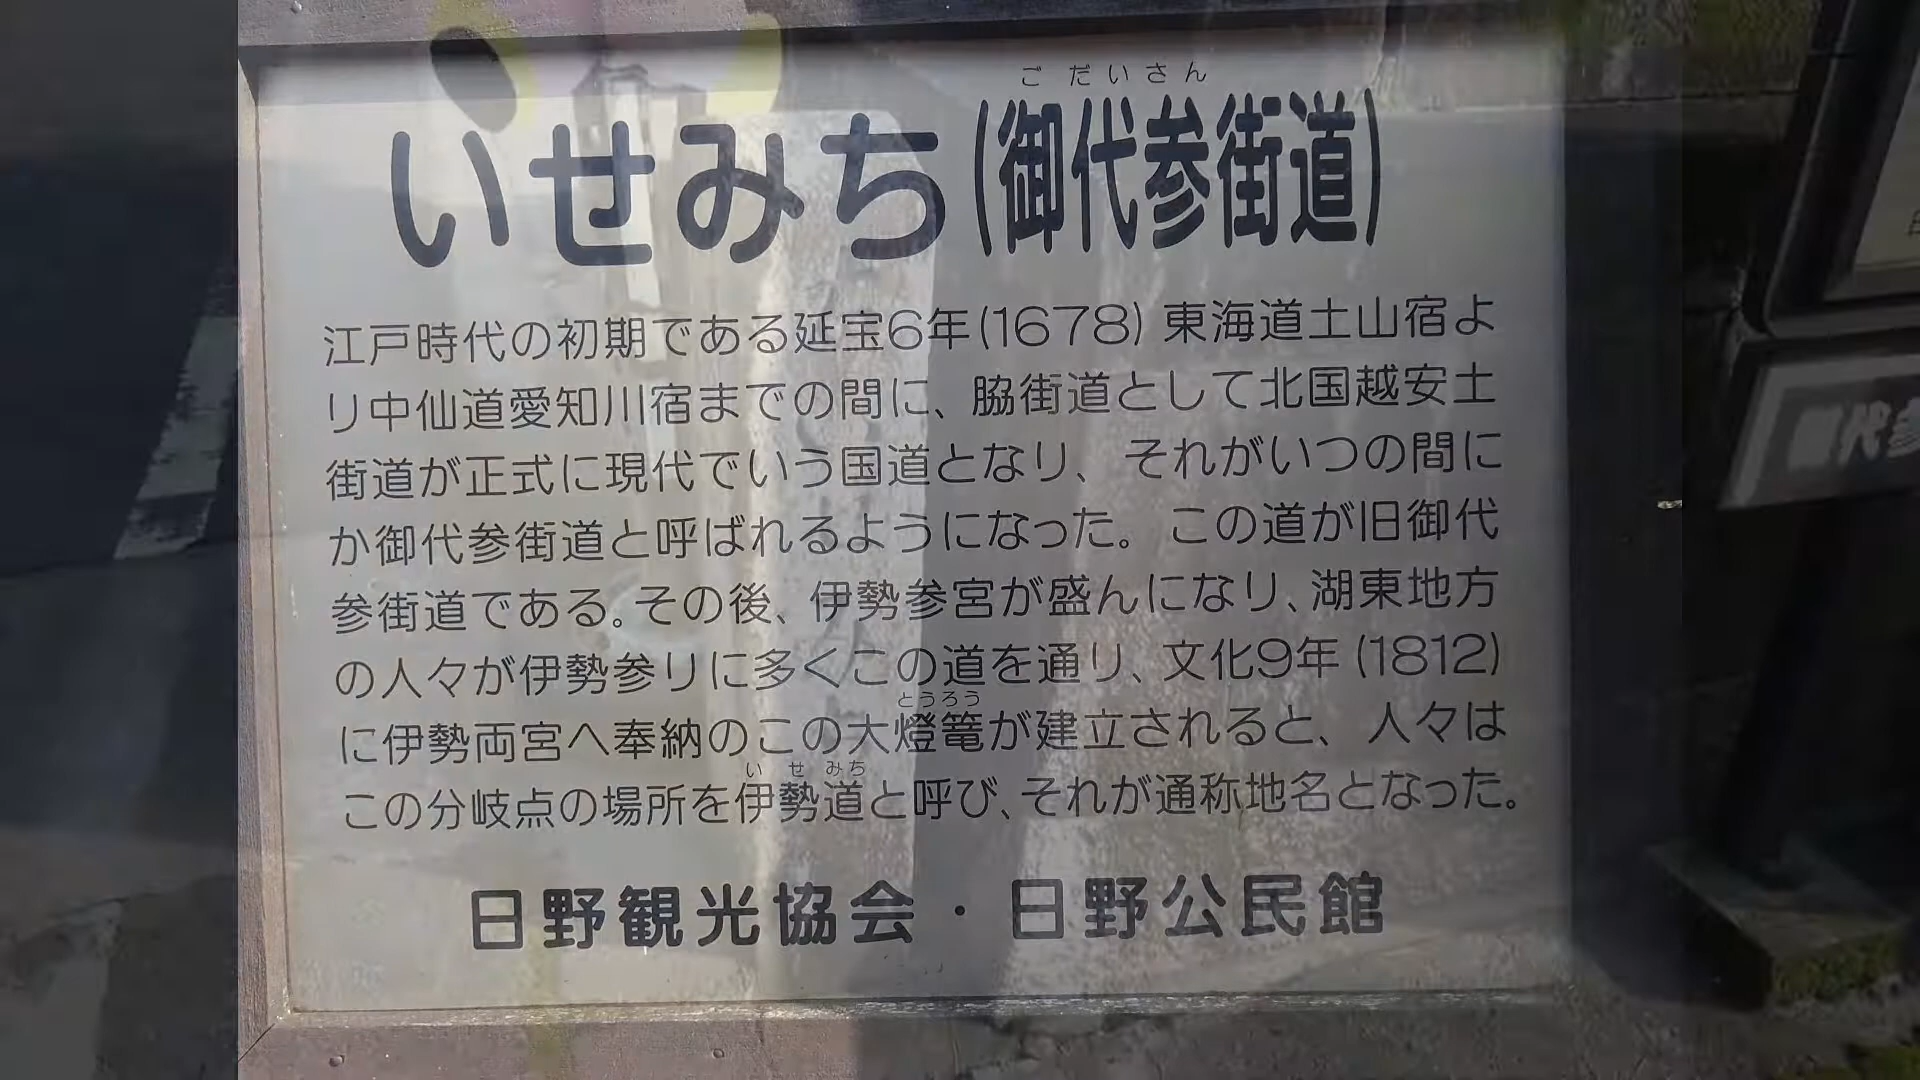 ごだいさん
いせみち(御代参街道)
江戸時代の初期である延宝6年(1678)東海道土山宿よ
り中仙道愛知川宿までの間に、脇街道として北国越安土
街道が正式に現代でいう国道となり、それがいつの間に
か御代参街道と呼ばれるようになった。この道が旧御代
参街道である。その後、伊勢参宮が盛んになり、湖東地方
の人々が伊勢参りに多くこの道を通り、文化9年(1812)
とうろう
に伊勢両宮へ奉納のこの大燈篭が建立されると、人々は
いせみち
この分岐点の場所を伊勢道と呼び、それが通称地名となった。
日野観光協会・日野公民館